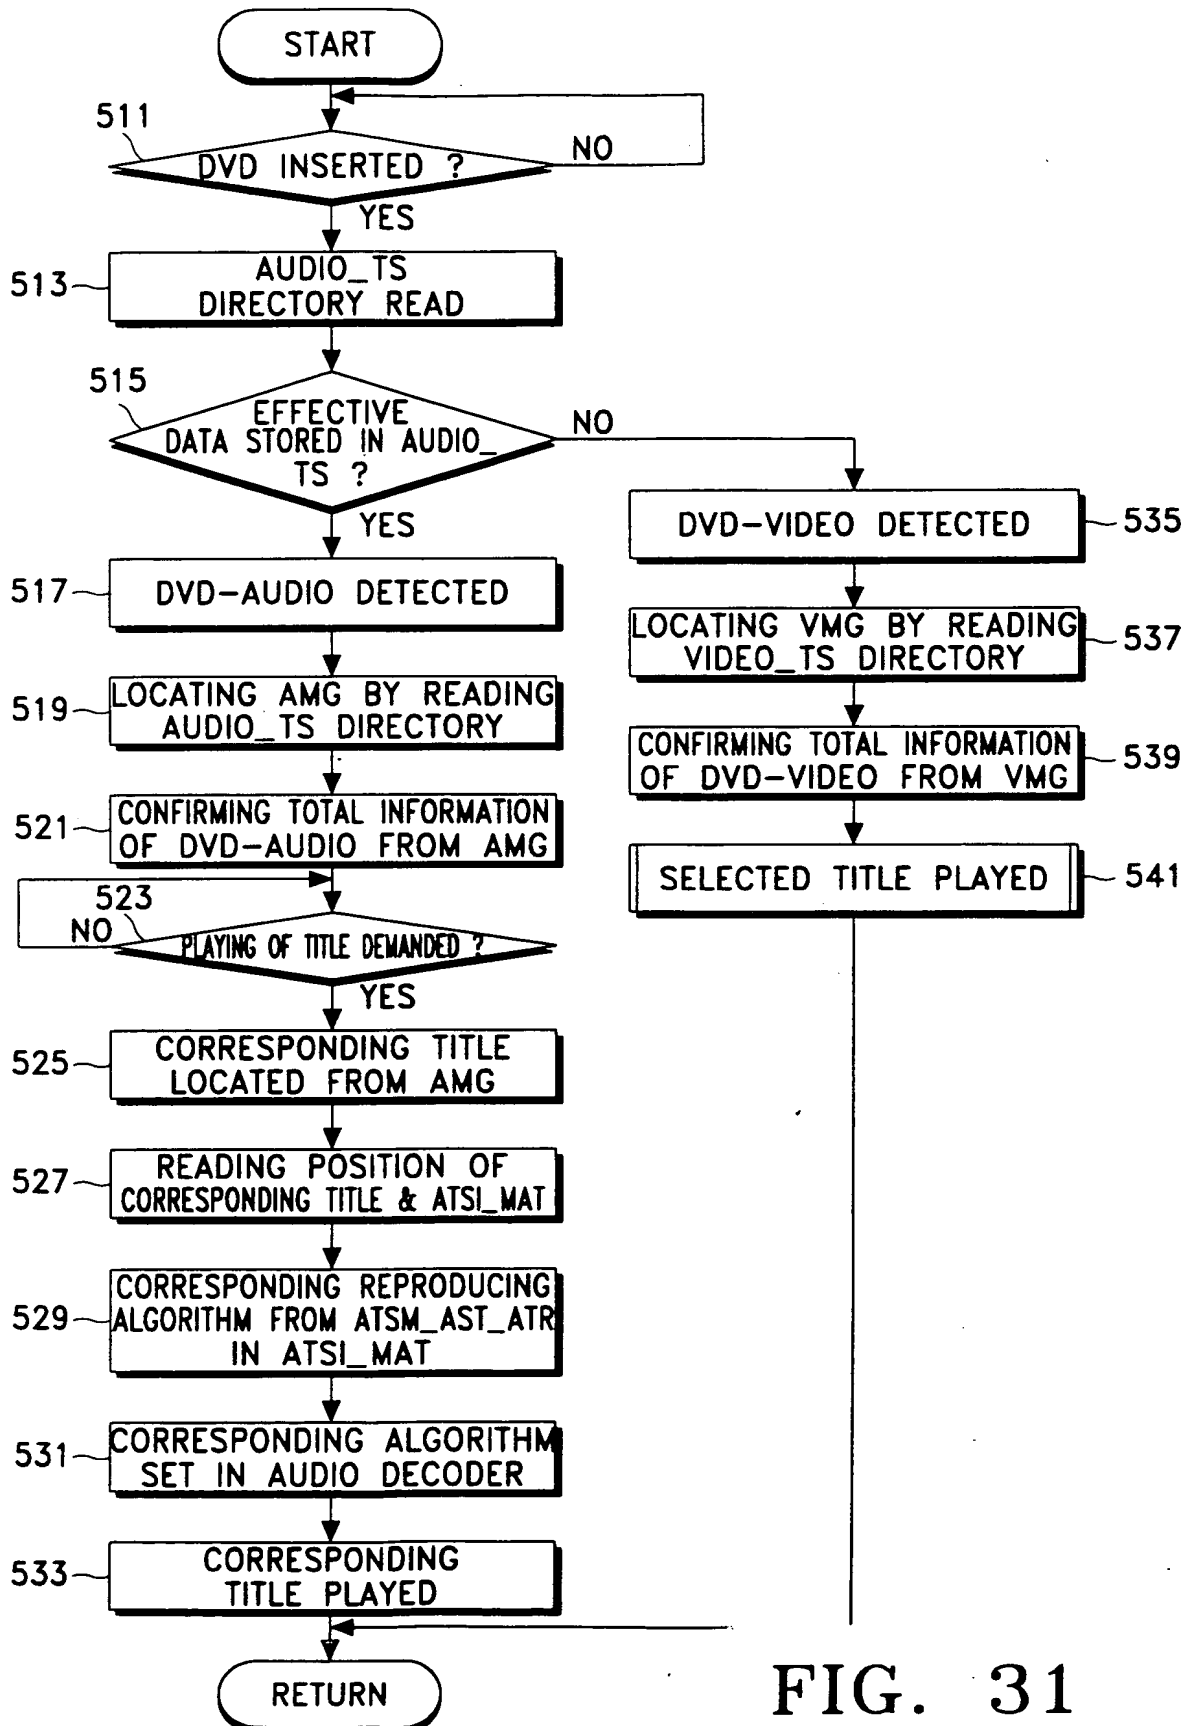 START
511
DVD INSERTED ?
NO
YES
513
AUDIO_TS
DIRECTORY READ
515
EFFECTIVE
DATA STORED IN AUDIO_
TS ?
NO
YES
517
DVD-AUDIO DETECTED
519
LOCATING AMG BY READING
AUDIO_TS DIRECTORY
521
CONFIRMING TOTAL INFORMATION
OF DVD-AUDIO FROM AMG
523
NO
PLAYING OF TITLE DEMANDED ?
YES
525
CORRESPONDING TITLE
LOCATED FROM AMG
527
READING POSITION OF
CORRESPONDING TITLE & ATSI_MAT
529
CORRESPONDING REPRODUCING
ALGORITHM FROM ATSM_AST_ATR
IN ATSI_MAT
531
CORRESPONDING ALGORITHM
SET IN AUDIO DECODER
533
CORRESPONDING
TITLE PLAYED
RETURN
DVD-VIDEO DETECTED
535
LOCATING VMG BY READING
VIDEO_TS DIRECTORY
537
CONFIRMING TOTAL INFORMATION
OF DVD-VIDEO FROM VMG
539
SELECTED TITLE PLAYED
541
FIG. 31